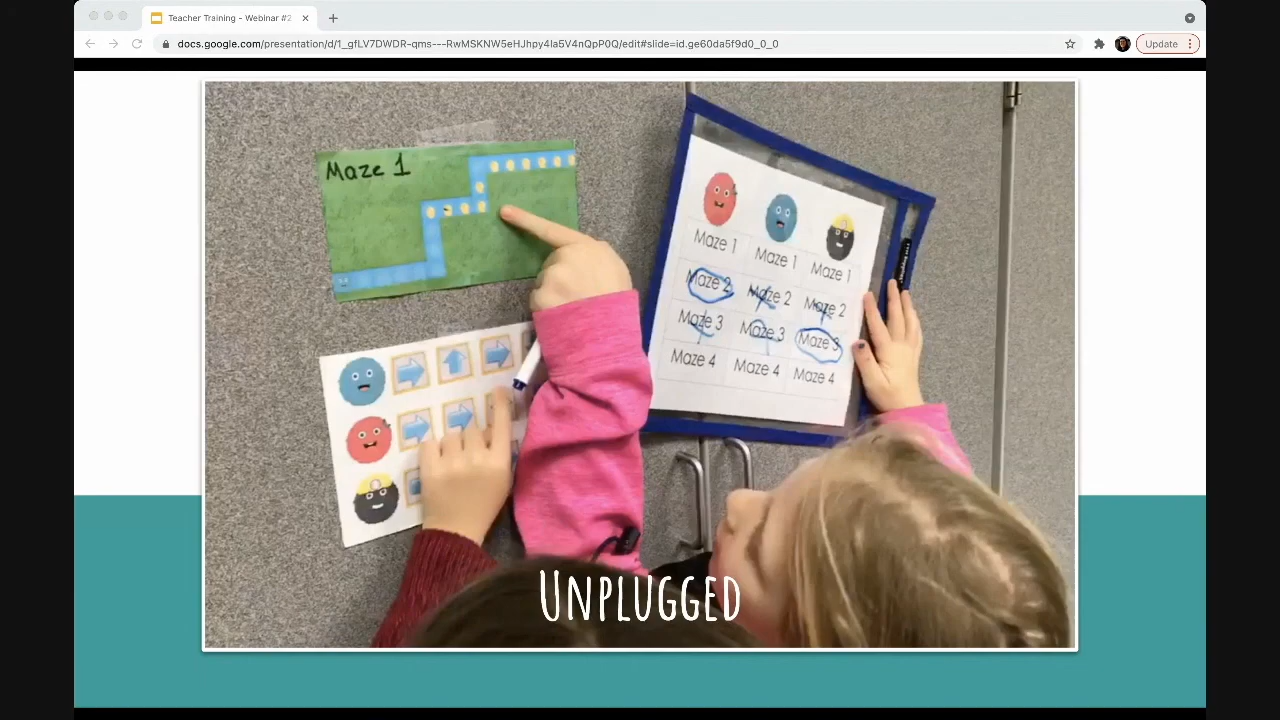 Teacher Training - Webinar #2
docs.google.com/presentation/d/1_gfLV7DWDR-qm---RwMSKNW5eHJhpy4la5V4nQpP0Q/edit#slide=id.ge60da5f9d0_0_0
Update
Maze 1
Maze 1 Maze 1 Maze 1
Maze 2 Maze 2 Maze 2
Maze 3 Maze 3 Maze 3
Maze 4 Maze 4 Maze 4
Unplugged